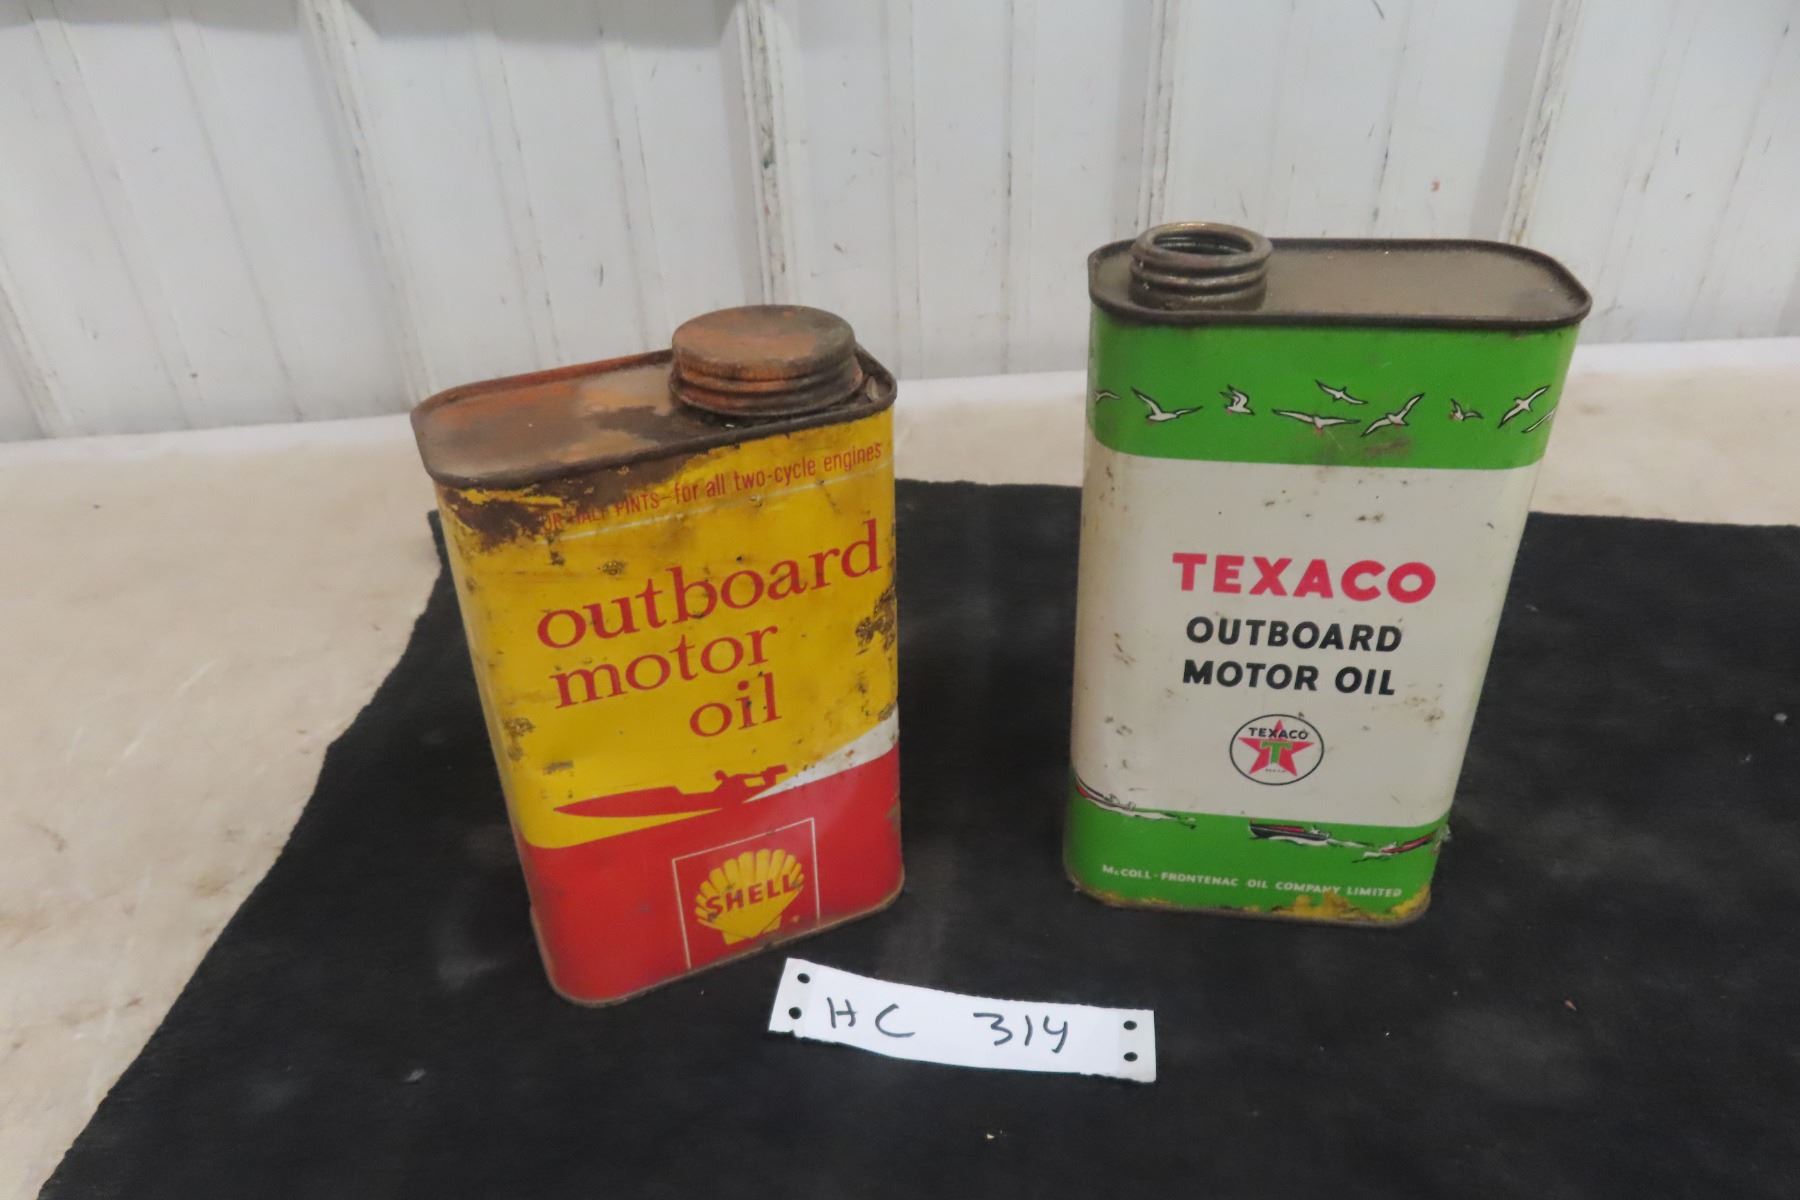 HALF PINTS-for all two-cycle engines
outboard
motor
oil
SHELL
TEXACO
OUTBOARD
MOTOR OIL
TEXACO
T
McCOLL-FRONTENAC OIL COMPANY LIMITED
HC 314